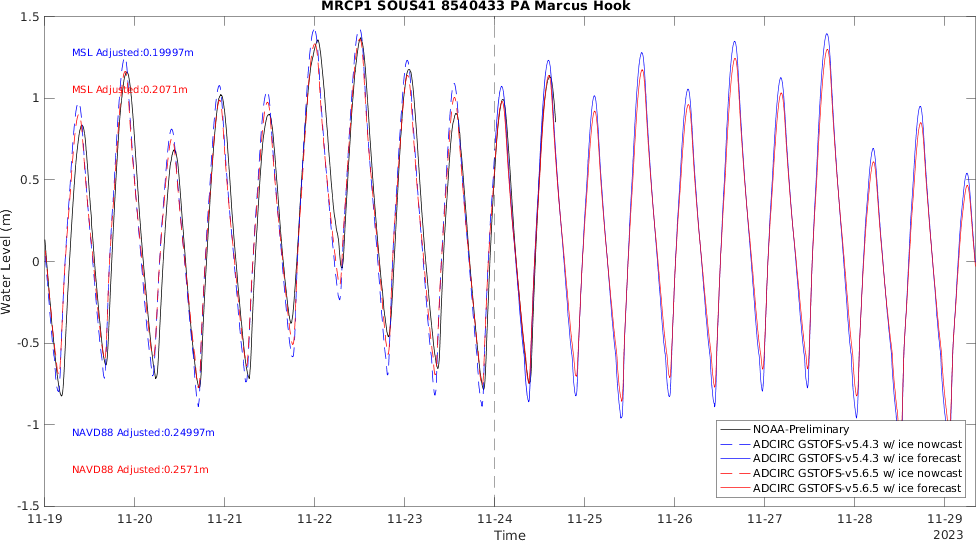 MRCP1 SOUS41 8540433 PA Marcus Hook
1.5
1
0.5
0
-0.5
-1
-1.5
Water Level (m)
MSL Adjusted:0.19997m
MSL Adjusted:0.2071m
NAVD88 Adjusted:0.24997m
NAVD88 Adjusted:0.2571m
NOAA-Preliminary
ADCIRC GSTOFS-v5.4.3 w/ ice nowcast
ADCIRC GSTOFS-v5.4.3 w/ ice forecast
ADCIRC GSTOFS-v5.6.5 w/ ice nowcast
ADCIRC GSTOFS-v5.6.5 w/ ice forecast
11-19 11-20 11-21 11-22 11-23 11-24 11-25 11-26 11-27 11-28 11-29
2023
Time